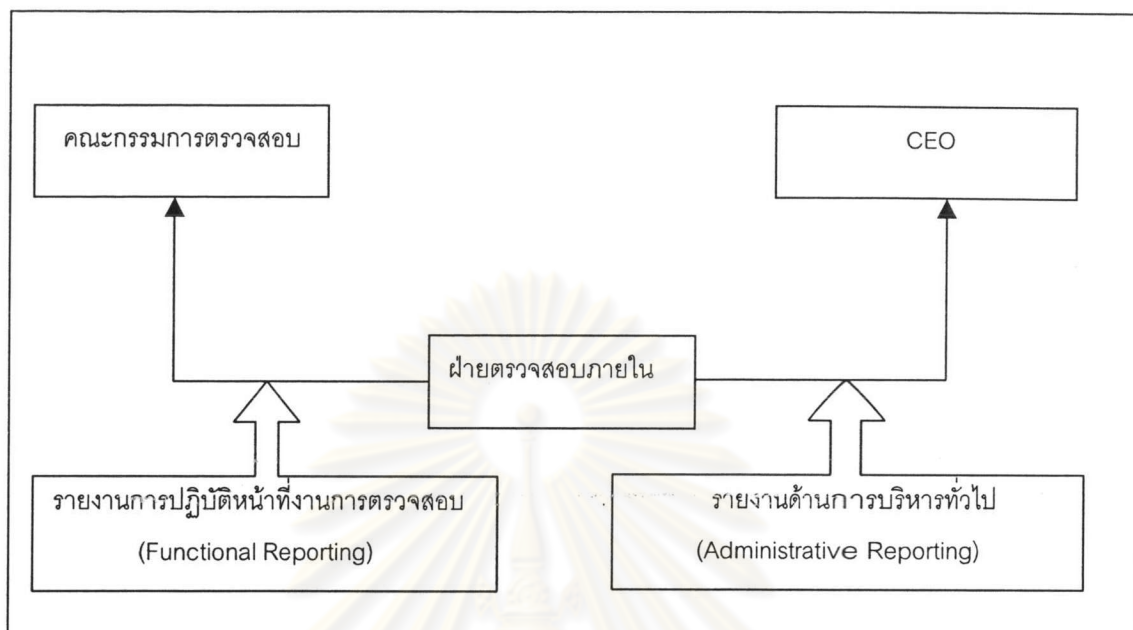 คณะกรรมการตรวจสอบ
CEO
ฝ่ายตรวจสอบภายใน
รายงานการปฏิบัติหน้าที่งานการตรวจสอบ
(Functional Reporting)
รายงานด้านการบริหารทั่วไป
(Administrative Reporting)